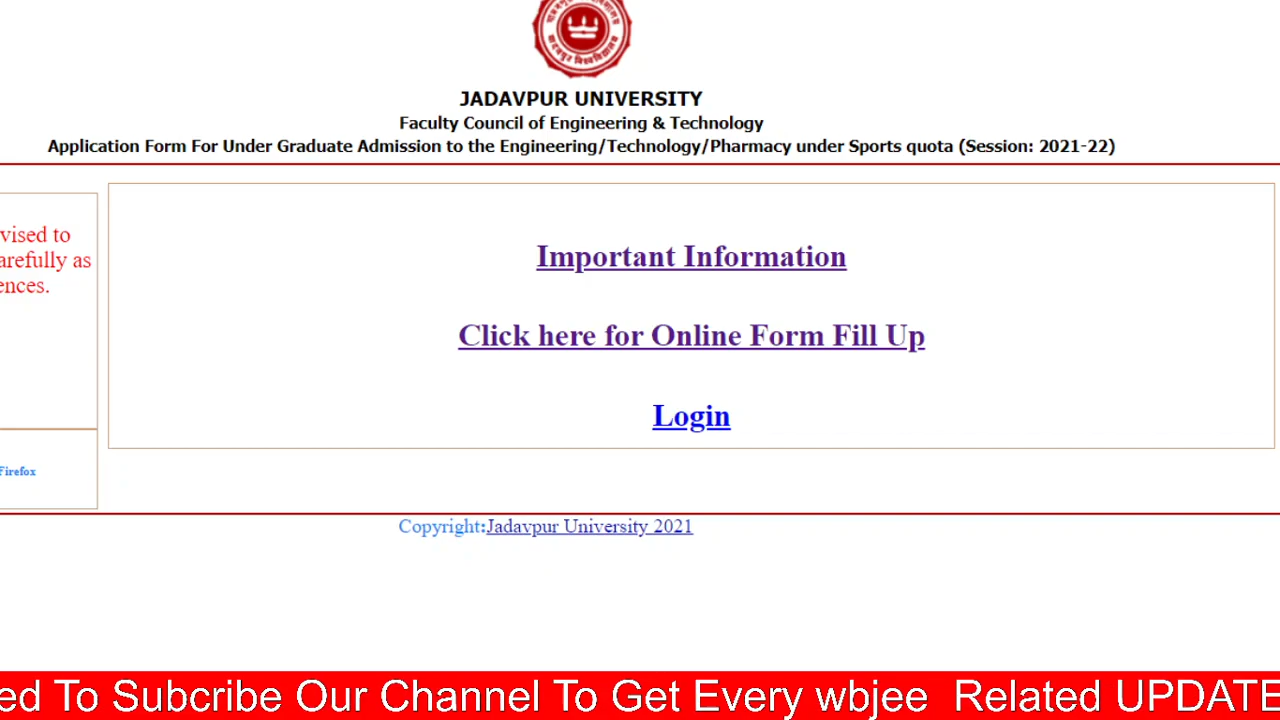 JADAVPUR UNIVERSITY
Faculty Council of Engineering & Technology
Application Form For Under Graduate Admission to the Engineering/Technology/Pharmacy under Sports quota (Session: 2021-22)
vised to
arefully as
ences.
Firefox
Important Information
Click here for Online Form Fill Up
Login
Copyright:Jadavpur University 2021
ed To Subcribe Our Channel To Get Every wbjee Related UPDATE